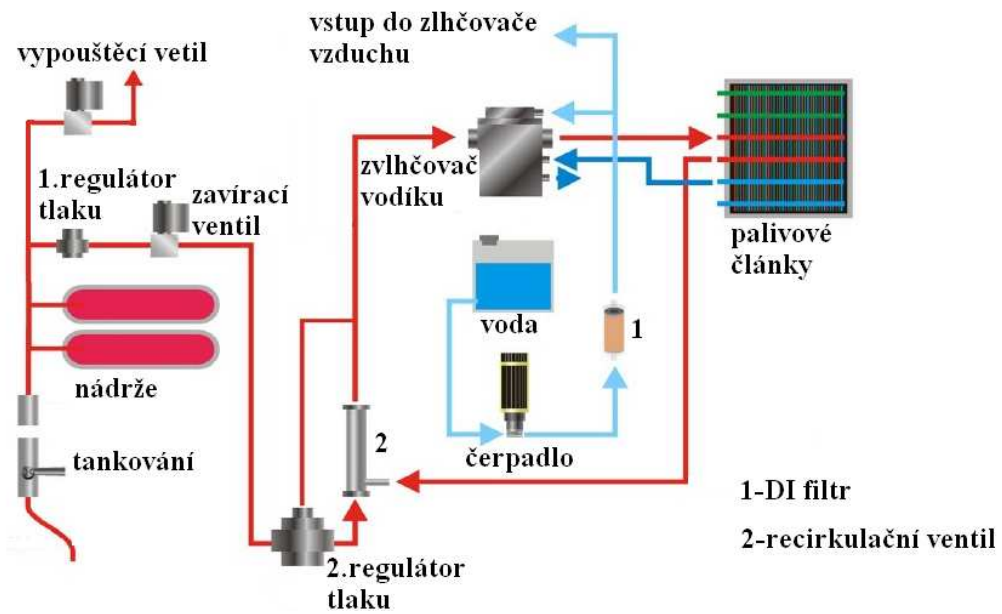 vstup do zlhčovače
vzduchu
vypouštěcí vetil
1.regulátor
tlaku
zavírací
ventil
zvlhčovač
vodíku
palivové
články
voda
1
nádrže
2
čerpadlo
tankování
1-DI filtr
2-recirkulační ventil
2.regulátor
tlaku